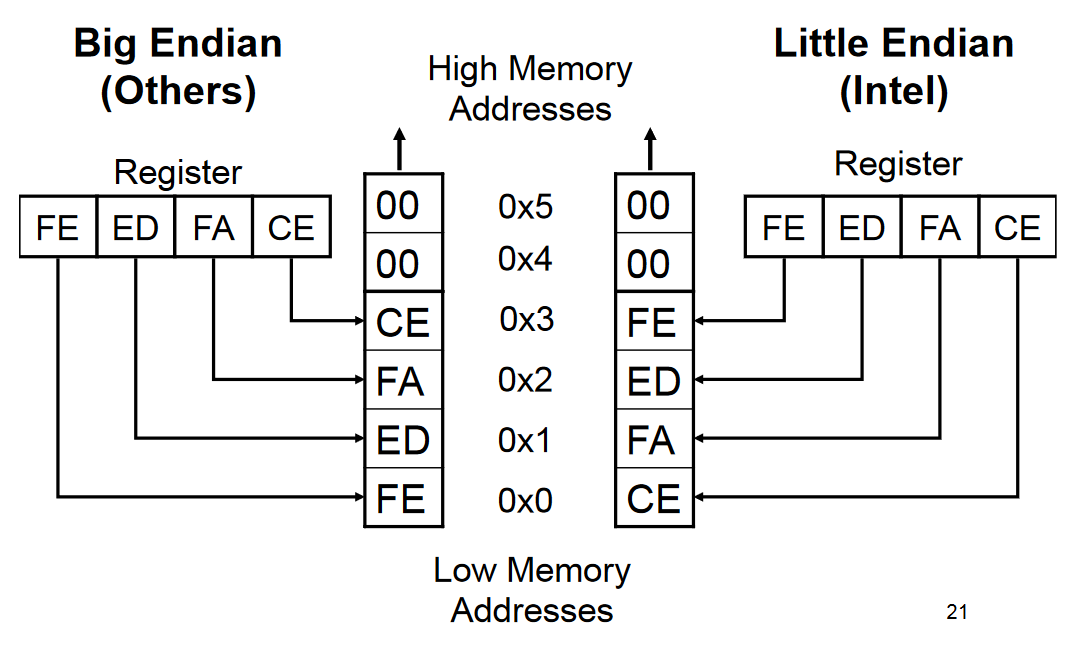 Big Endian
(Others)
High Memory
Addresses
Little Endian
(Intel)
Register
Register
FE ED FA CE
FE ED FA CE
00 0x5 00
00 0x4 00
CE 0x3 FE
FA 0x2 ED
ED 0x1 FA
FE 0x0 CE
Low Memory
Addresses
21